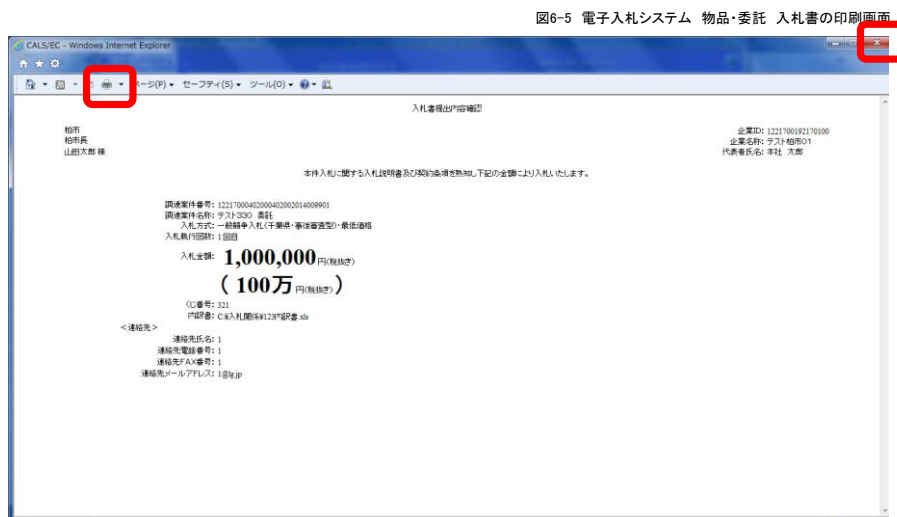 図6-5 電子入札システム 物品・委託 入札書の印刷画面
CALS/EC - Windows Internet Explorer
ページ(P) セーフティ(S) ツール(O)
入札書提出内容確認
柏市
柏市長
山田太郎 様
企業ID: 1221700192170100
企業名称: テスト柏市01
代表者氏名: 本社 太郎
本件入札に関する入札説明書及び契約条項を熟知し、下記の金額により入札いたします。
調達案件番号: 1221700040200040200201400990​1
調達案件名称: テスト330 委託
入札方式: 一般競争入札(千葉県・事後審査型)・最低価格
入札執行回数: 1回目
入札金額: 1,000,000 円(税抜き)
( 100万 円(税抜き) )
くじ番号: 321
内訳書: C:¥入札関係¥123内訳書.xls
<連絡先>
連絡先氏名: 1
連絡先電話番号: 1
連絡先FAX番号: 1
連絡先メールアドレス: 1@lg.jp